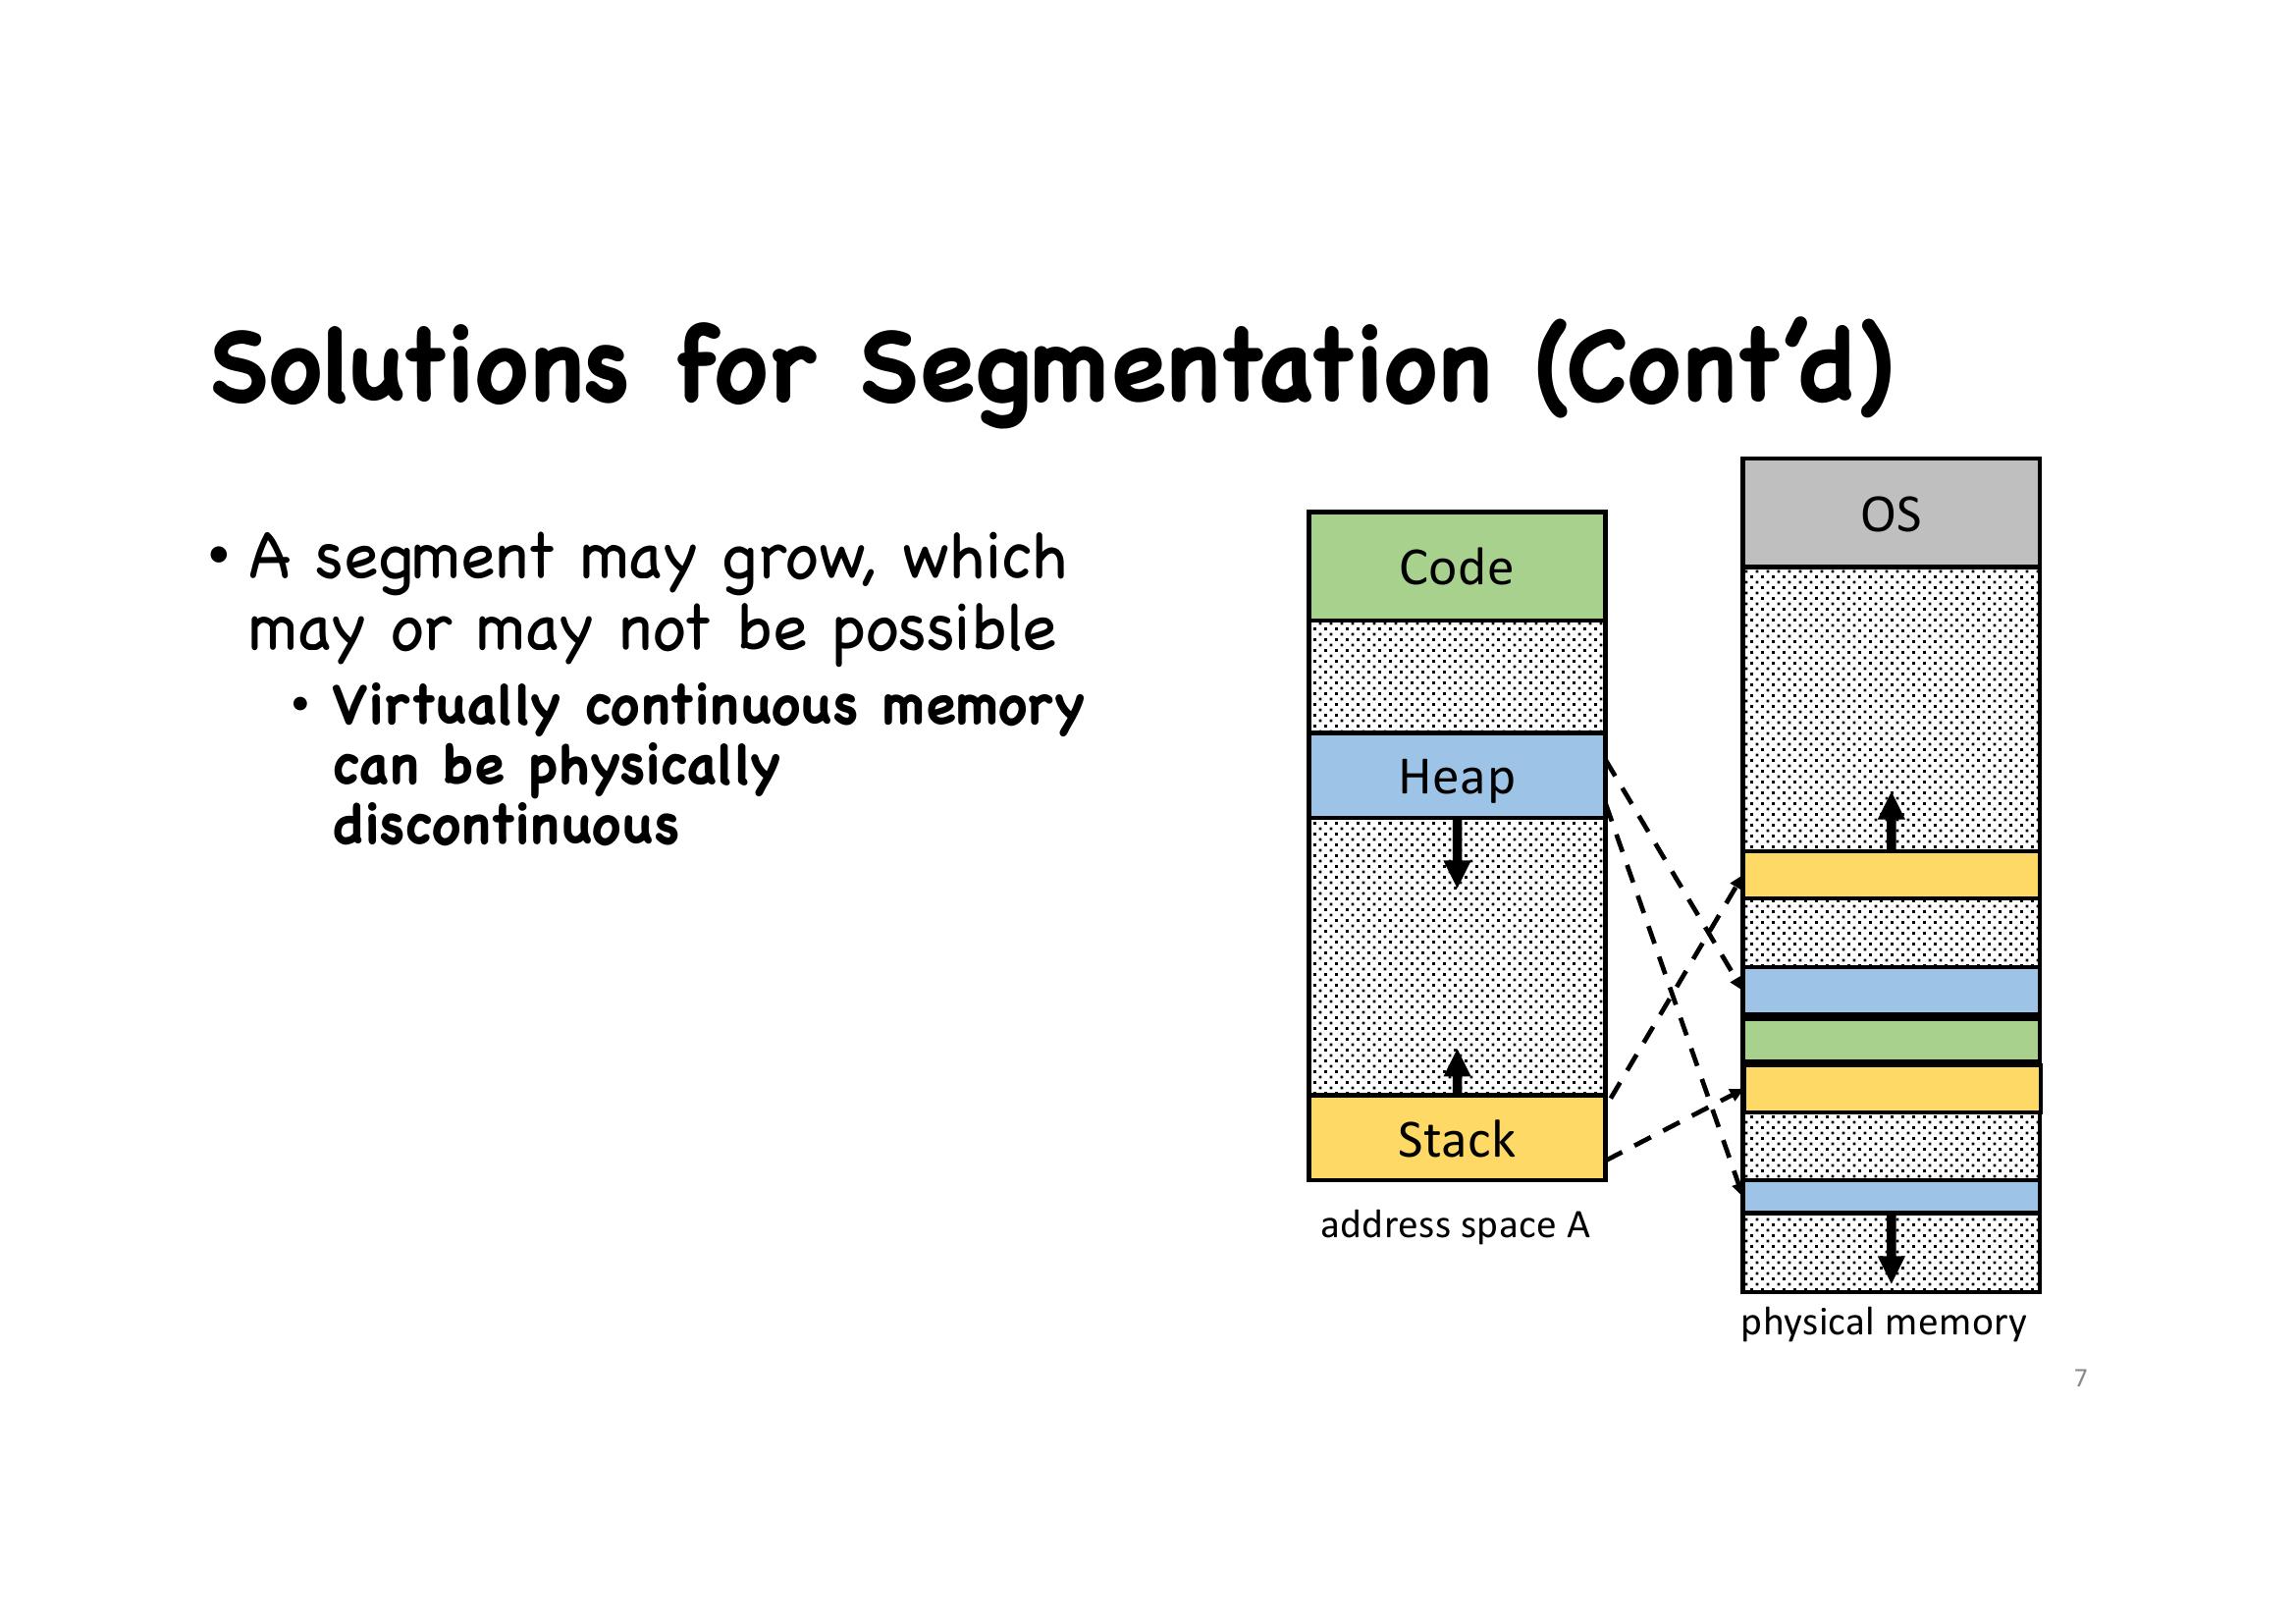 Solutions for Segmentation (Cont’d)
• A segment may grow, which
may or may not be possible
• Virtually continuous memory
can be physically
discontinuous
Code
Heap
Stack
address space A
OS
physical memory
7